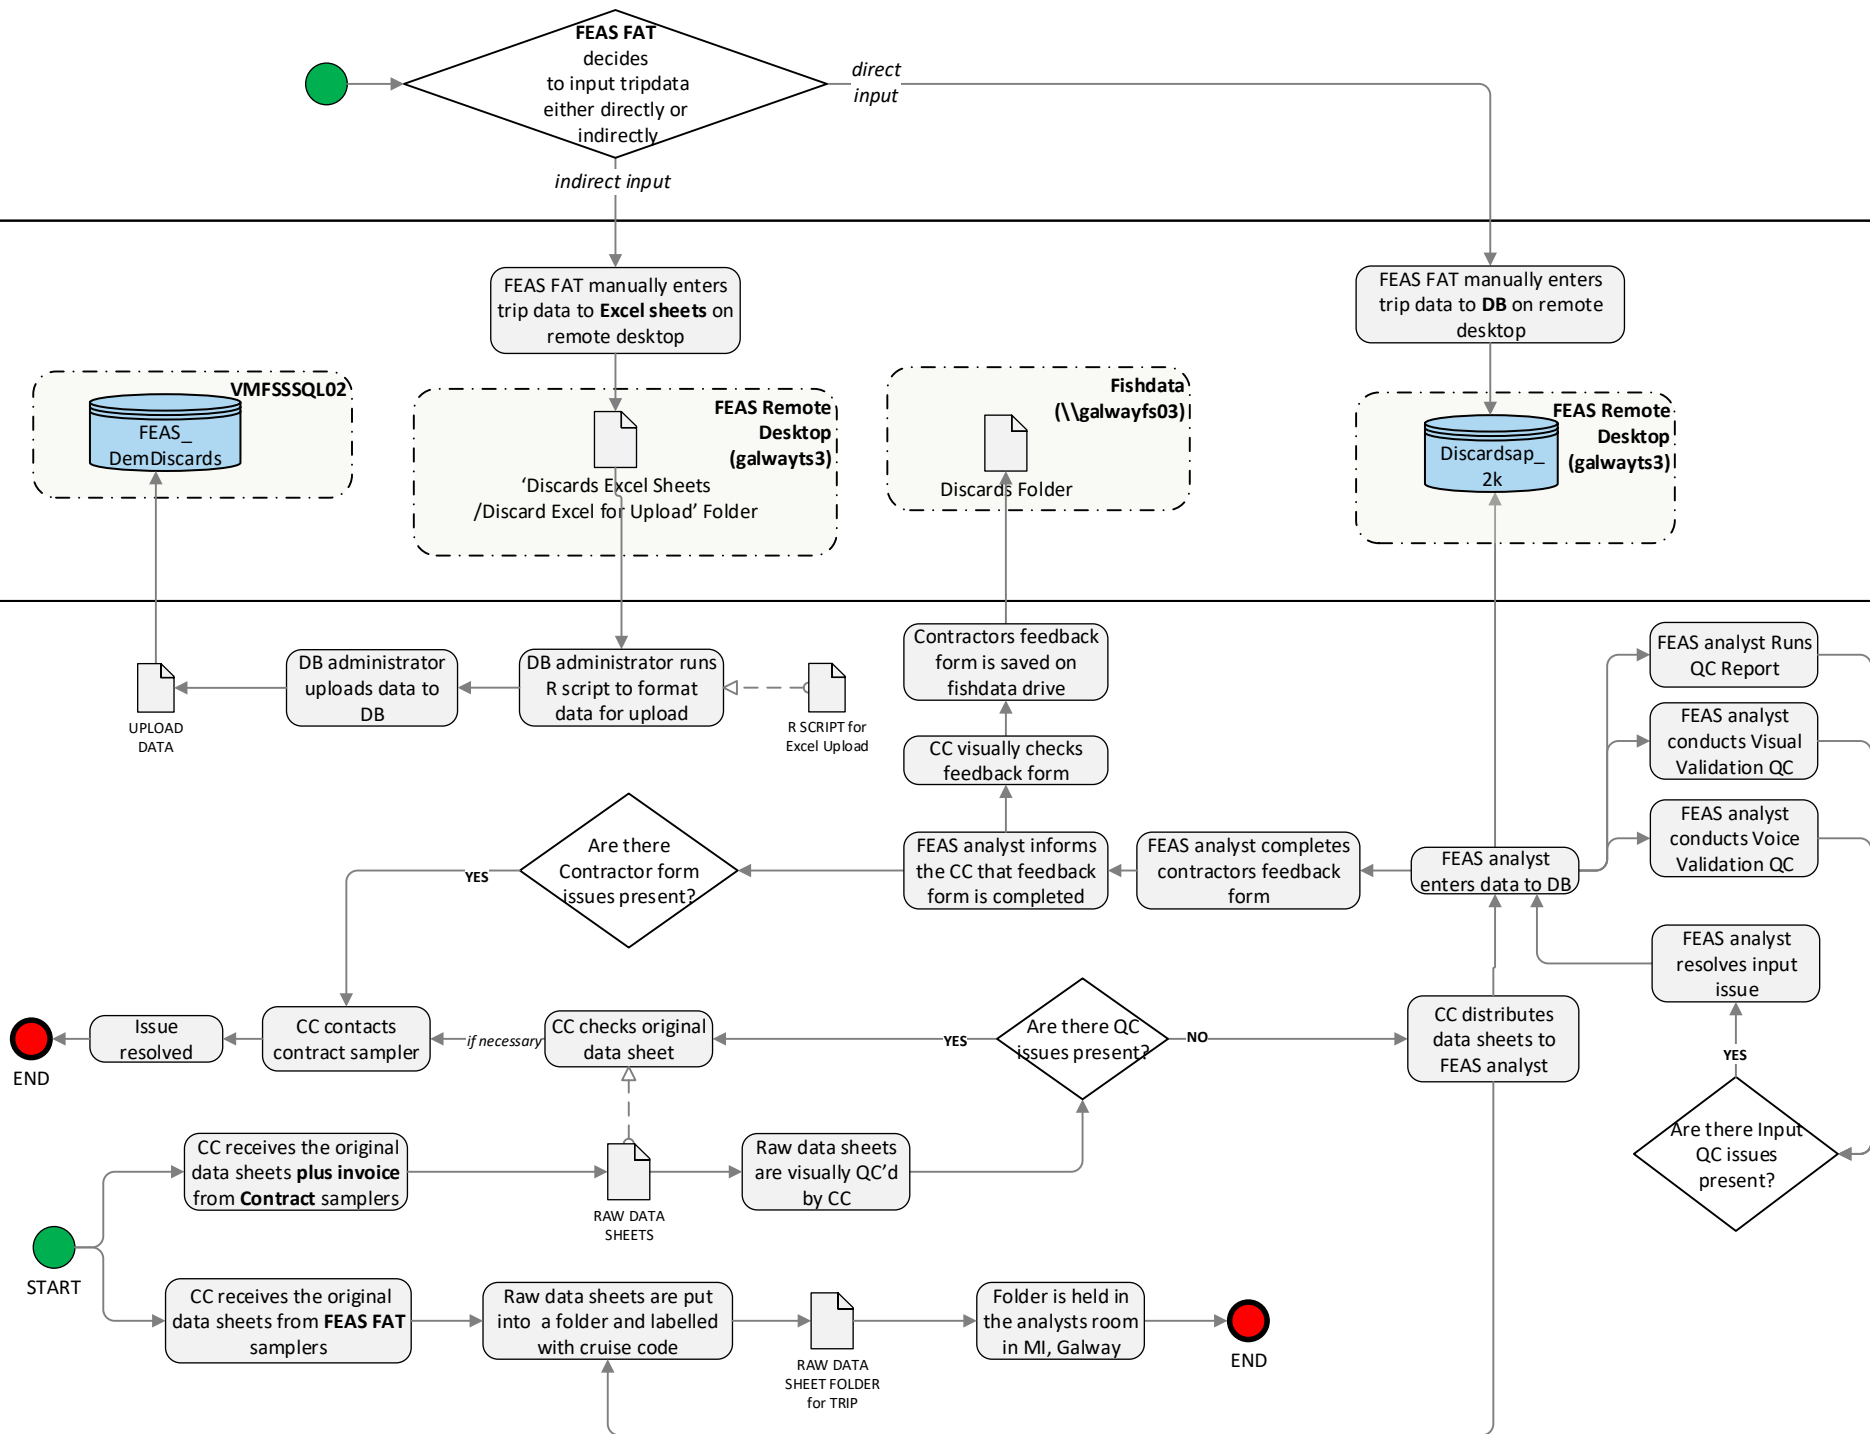 FEAS FAT
decides
to input tripdata
either directly or
indirectly
direct
input
indirect input
FEAS FAT manually enters
trip data to Excel sheets on
remote desktop
FEAS FAT manually enters
trip data to DB on remote
desktop
VMFSSSQL02
FEAS_
DemDiscards
FEAS Remote
Desktop
(galwayts3)
‘Discards Excel Sheets
/Discard Excel for Upload’ Folder
Fishdata
(\\galwayfs03)
Discards Folder
FEAS Remote
Desktop
(galwayts3)
Discardsap_
2k
UPLOAD
DATA
DB administrator
uploads data to
DB
DB administrator runs
R script to format
data for upload
R SCRIPT for
Excel Upload
Contractors feedback
form is saved on
fishdata drive
CC visually checks
feedback form
FEAS analyst Runs
QC Report
FEAS analyst
conducts Visual
Validation QC
FEAS analyst
conducts Voice
Validation QC
Are there
Contractor form
issues present?
YES
FEAS analyst informs
the CC that feedback
form is completed
FEAS analyst completes
contractors feedback
form
FEAS analyst
enters data to DB
FEAS analyst
resolves input
issue
END
Issue
resolved
CC contacts
contract sampler
if necessary
CC checks original
data sheet
YES
Are there QC
issues present?
NO
CC distributes
data sheets to
FEAS analyst
YES
Are there Input
QC issues
present?
CC receives the original
data sheets plus invoice
from Contract samplers
RAW DATA
SHEETS
Raw data sheets
are visually QC’d
by CC
START
CC receives the original
data sheets from FEAS FAT
samplers
Raw data sheets are put
into  a folder and labelled
with cruise code
RAW DATA
SHEET FOLDER
for TRIP
Folder is held in
the analysts room
in MI, Galway
END